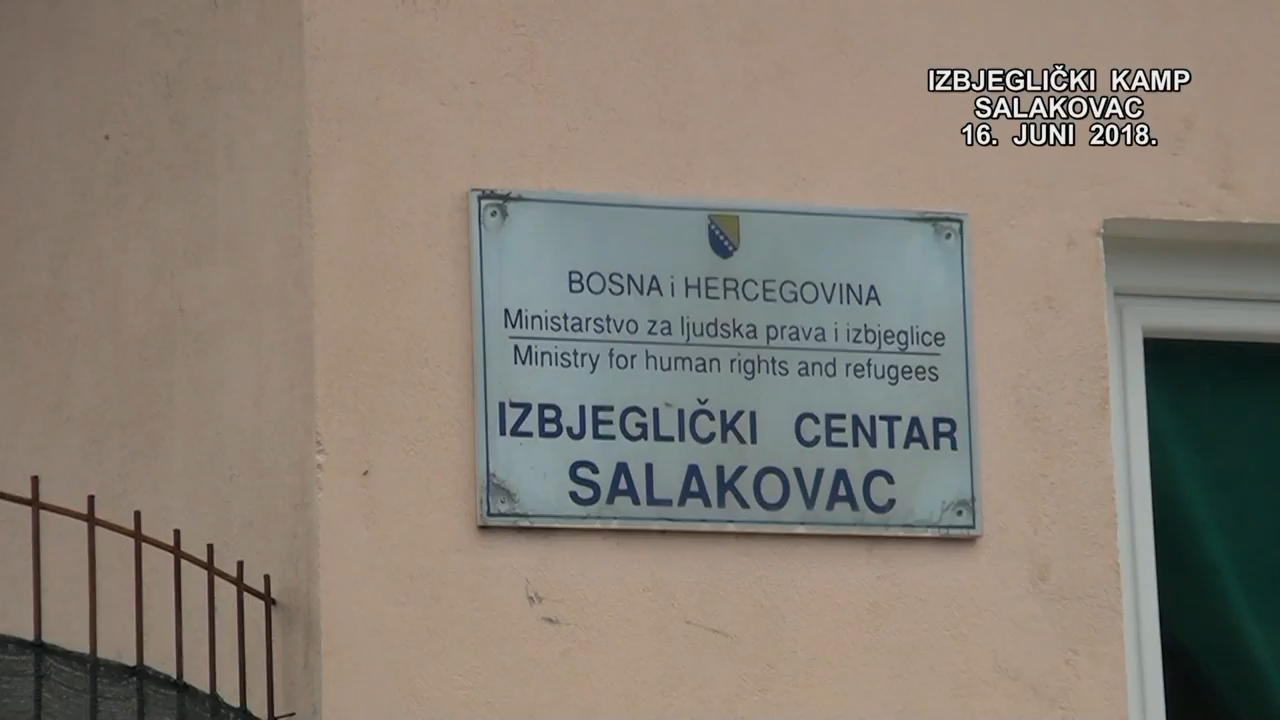 IZBJEGLIČKI KAMP
SALAKOVAC
16. JUNI 2018.
BOSNA i HERCEGOVINA
Ministarstvo za ljudska prava i izbjeglice
Ministry for human rights and refugees
IZBJEGLIČKI CENTAR
SALAKOVAC